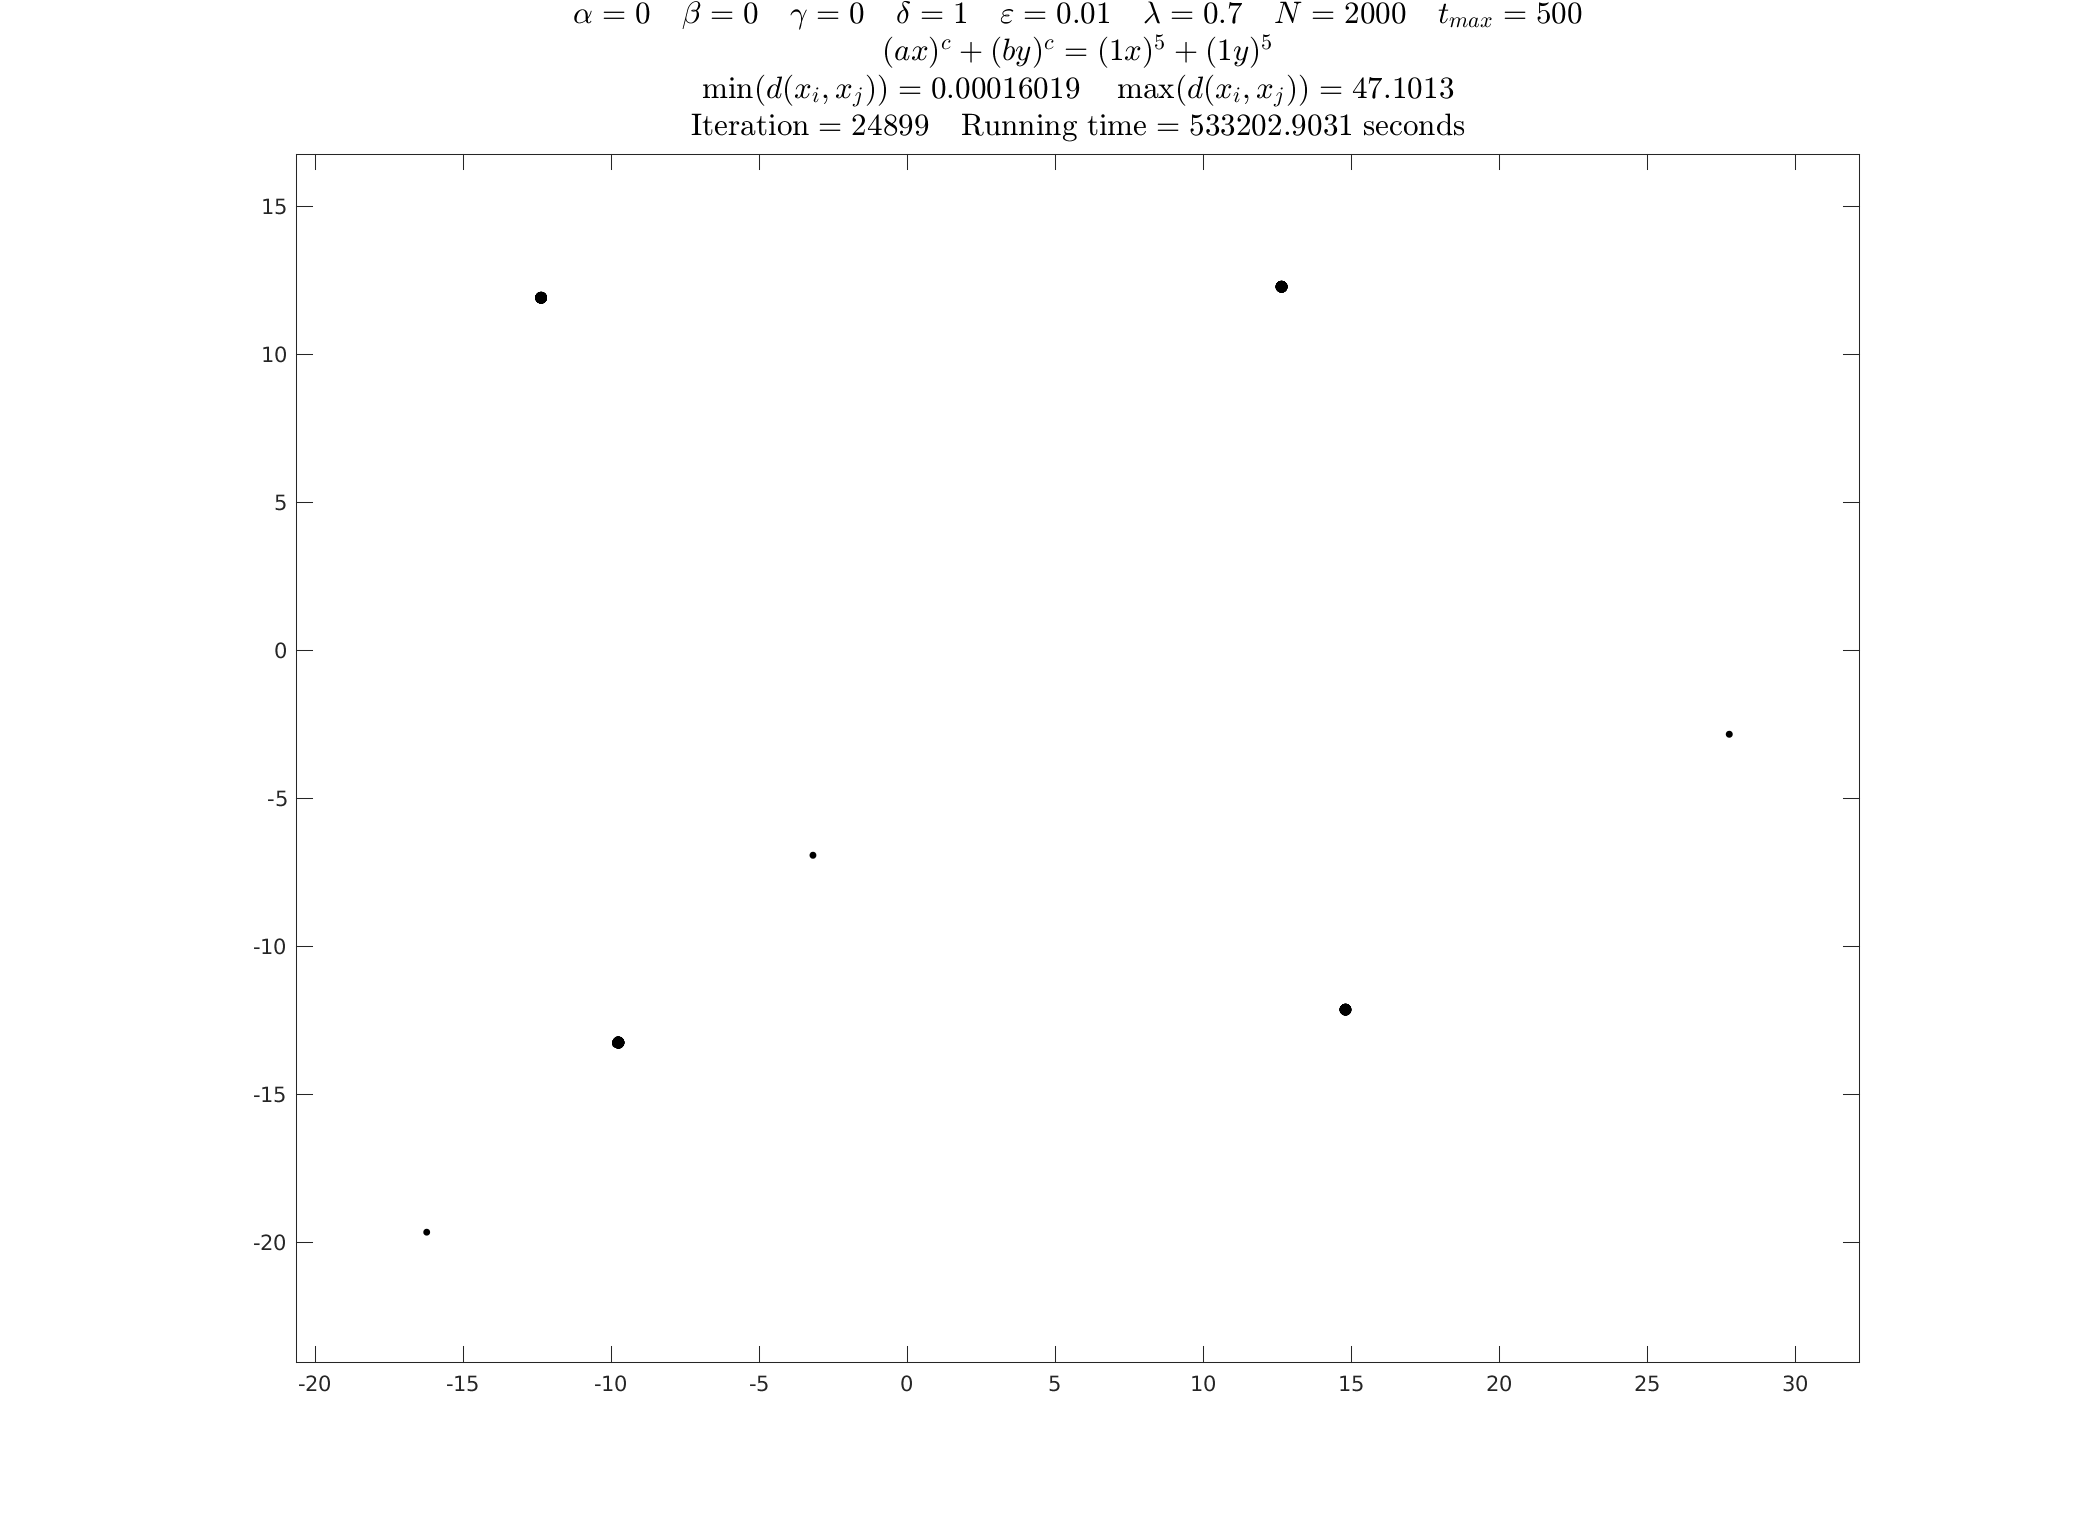 α = 0 β = 0 γ = 0 δ = 1 ε = 0.01 λ = 0.7 N = 2000 t_max = 500
(ax)^c + (by)^c = (1x)^5 + (1y)^5
min(d(x_i, x_j)) = 0.00016019 max(d(x_i, x_j)) = 47.1013
Iteration = 24899 Running time = 533202.9031 seconds
15
10
5
0
-5
-10
-15
-20
-20 -15 -10 -5 0 5 10 15 20 25 30